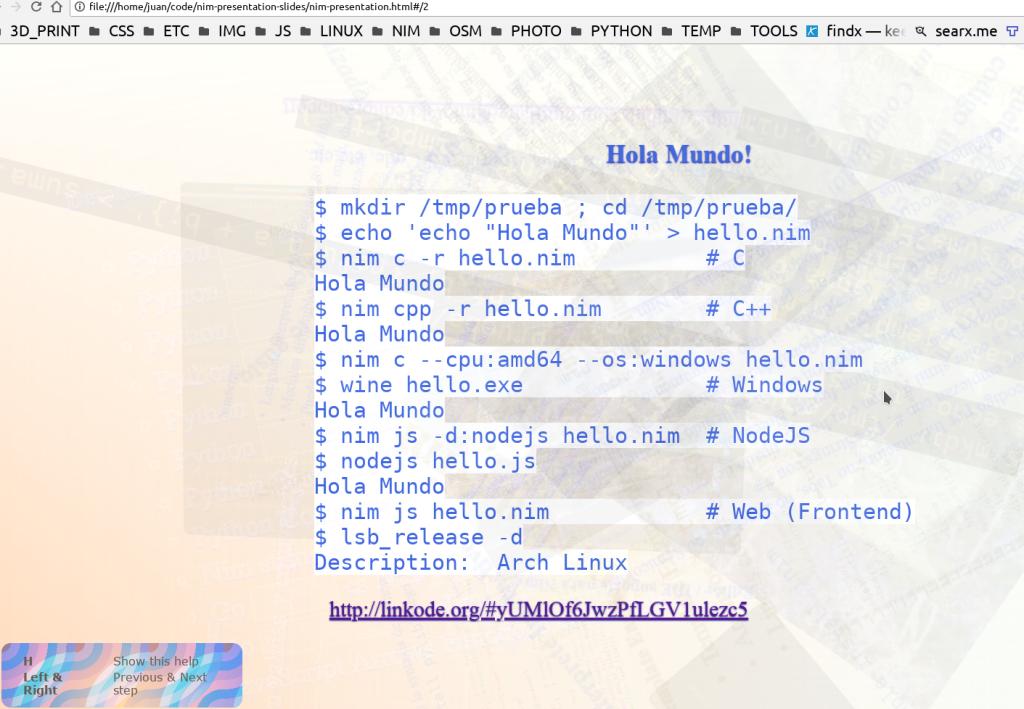 file:///home/juan/code/nim-presentation-slides/nim-presentation.html#/2
3D_PRINT CSS ETC IMG JS LINUX NIM OSM PHOTO PYTHON TEMP TOOLS findx — kee searx.me
Hola Mundo!
$ mkdir /tmp/prueba ; cd /tmp/prueba/
$ echo 'echo "Hola Mundo"' > hello.nim
$ nim c -r hello.nim # C
Hola Mundo
$ nim cpp -r hello.nim # C++
Hola Mundo
$ nim c --cpu:amd64 --os:windows hello.nim
$ wine hello.exe # Windows
Hola Mundo
$ nim js -d:nodejs hello.nim # NodeJS
$ nodejs hello.js
Hola Mundo
$ nim js hello.nim # Web (Frontend)
$ lsb_release -d
Description: Arch Linux
http://linkode.org/#yUMlOf6JwzPfLGV1ulezc5
H Show this help
Left & Right Previous & Next step